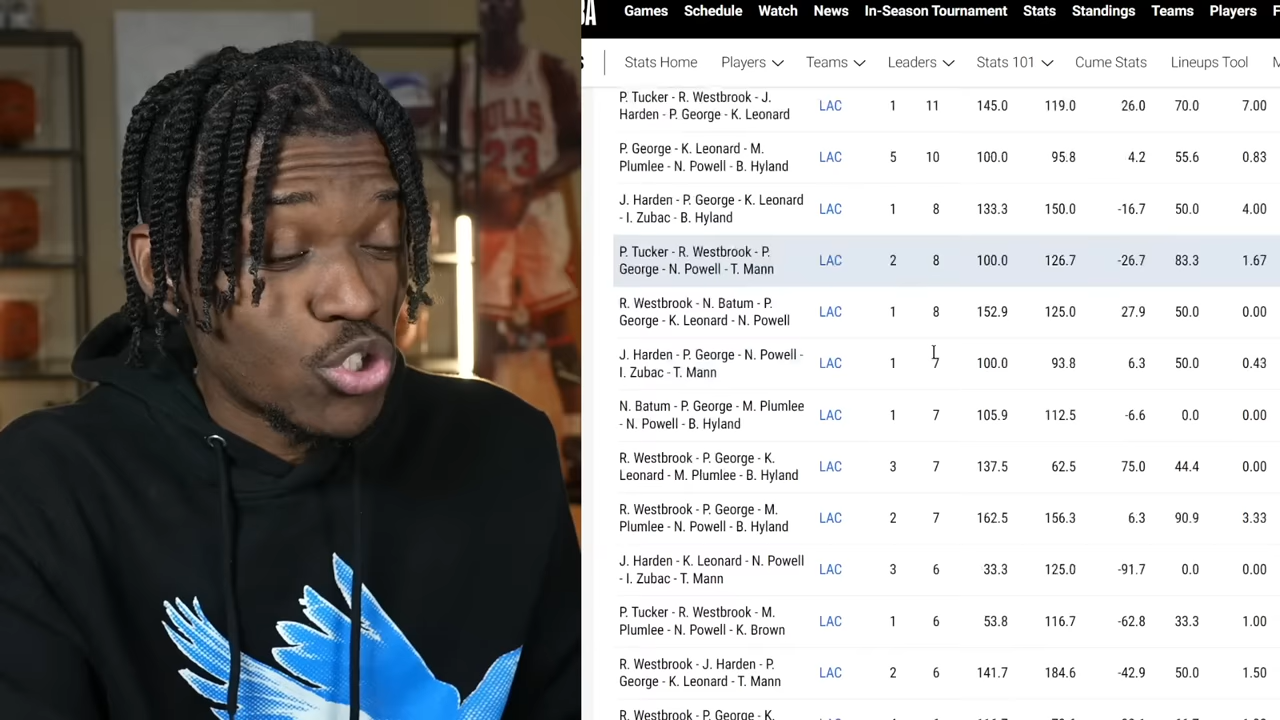 BA Games Schedule Watch News In-Season Tournament Stats Standings Teams Players F
s Stats Home Players Teams Leaders Stats 101 Cume Stats Lineups Tool M
P. Tucker - R. Westbrook - J.
Harden - P. George - K. Leonard LAC 1 11 145.0 119.0 26.0 70.0 7.00
P. George - K. Leonard - M.
Plumlee - N. Powell - B. Hyland LAC 5 10 100.0 95.8 4.2 55.6 0.83
J. Harden - P. George - K. Leonard
- I. Zubac - B. Hyland LAC 1 8 133.3 150.0 -16.7 50.0 4.00
P. Tucker - R. Westbrook - P.
George - N. Powell - T. Mann LAC 2 8 100.0 126.7 -26.7 83.3 1.67
R. Westbrook - N. Batum - P.
George - K. Leonard - N. Powell LAC 1 8 152.9 125.0 27.9 50.0 0.00
J. Harden - P. George - N. Powell -
I. Zubac - T. Mann LAC 1 7 100.0 93.8 6.3 50.0 0.43
N. Batum - P. George - M. Plumlee
- N. Powell - B. Hyland LAC 1 7 105.9 112.5 -6.6 0.0 0.00
R. Westbrook - P. George - K.
Leonard - M. Plumlee - B. Hyland LAC 3 7 137.5 62.5 75.0 44.4 0.00
R. Westbrook - P. George - M.
Plumlee - N. Powell - B. Hyland LAC 2 7 162.5 156.3 6.3 90.9 3.33
J. Harden - K. Leonard - N. Powell
- I. Zubac - T. Mann LAC 3 6 33.3 125.0 -91.7 0.0 0.00
P. Tucker - R. Westbrook - M.
Plumlee - N. Powell - K. Brown LAC 1 6 53.8 116.7 -62.8 33.3 1.00
R. Westbrook - J. Harden - P.
George - K. Leonard - T. Mann LAC 2 6 141.7 184.6 -42.9 50.0 1.50
R. Westbrook - P. George - K.
BULLS
23